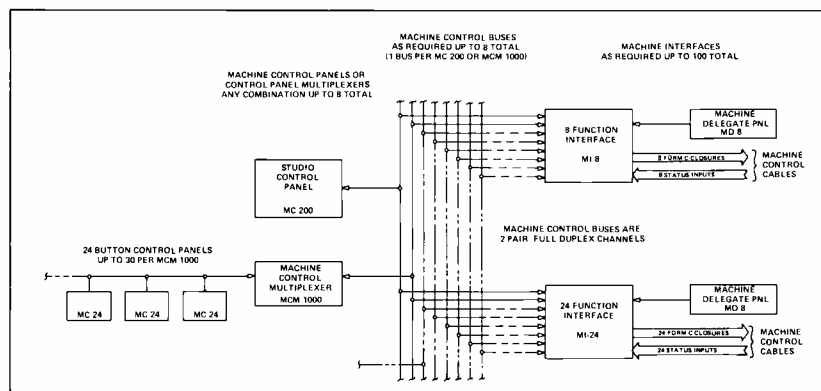 MACHINE CONTROL BUSES
AS REQUIRED UP TO 8 TOTAL
(1 BUS PER MC 200 OR MCM 1000)
MACHINE INTERFACES
AS REQUIRED UP TO 100 TOTAL
MACHINE CONTROL PANELS OR
CONTROL PANEL MULTIPLEXERS
ANY COMBINATION UP TO 8 TOTAL
8 FUNCTION
INTERFACE
MI-8
MACHINE
DELEGATE PNL
MD 8
8 FORM C CLOSURES
8 STATUS INPUTS
MACHINE
CONTROL
CABLES
STUDIO
CONTROL
PANEL
MC 200
MACHINE CONTROL BUSES ARE
2 PAIR FULL DUPLEX CHANNELS
24 BUTTON CONTROL PANELS
UP TO 30 PER MCM 1000
MACHINE
CONTROL
MULTIPLEXER
MCM 1000
MC 24
MC 24
MC 24
24 FUNCTION
INTERFACE
MI-24
MACHINE
DELEGATE PNL
MD 8
24 FORM C CLOSURES
24 STATUS INPUTS
MACHINE
CONTROL
CABLES